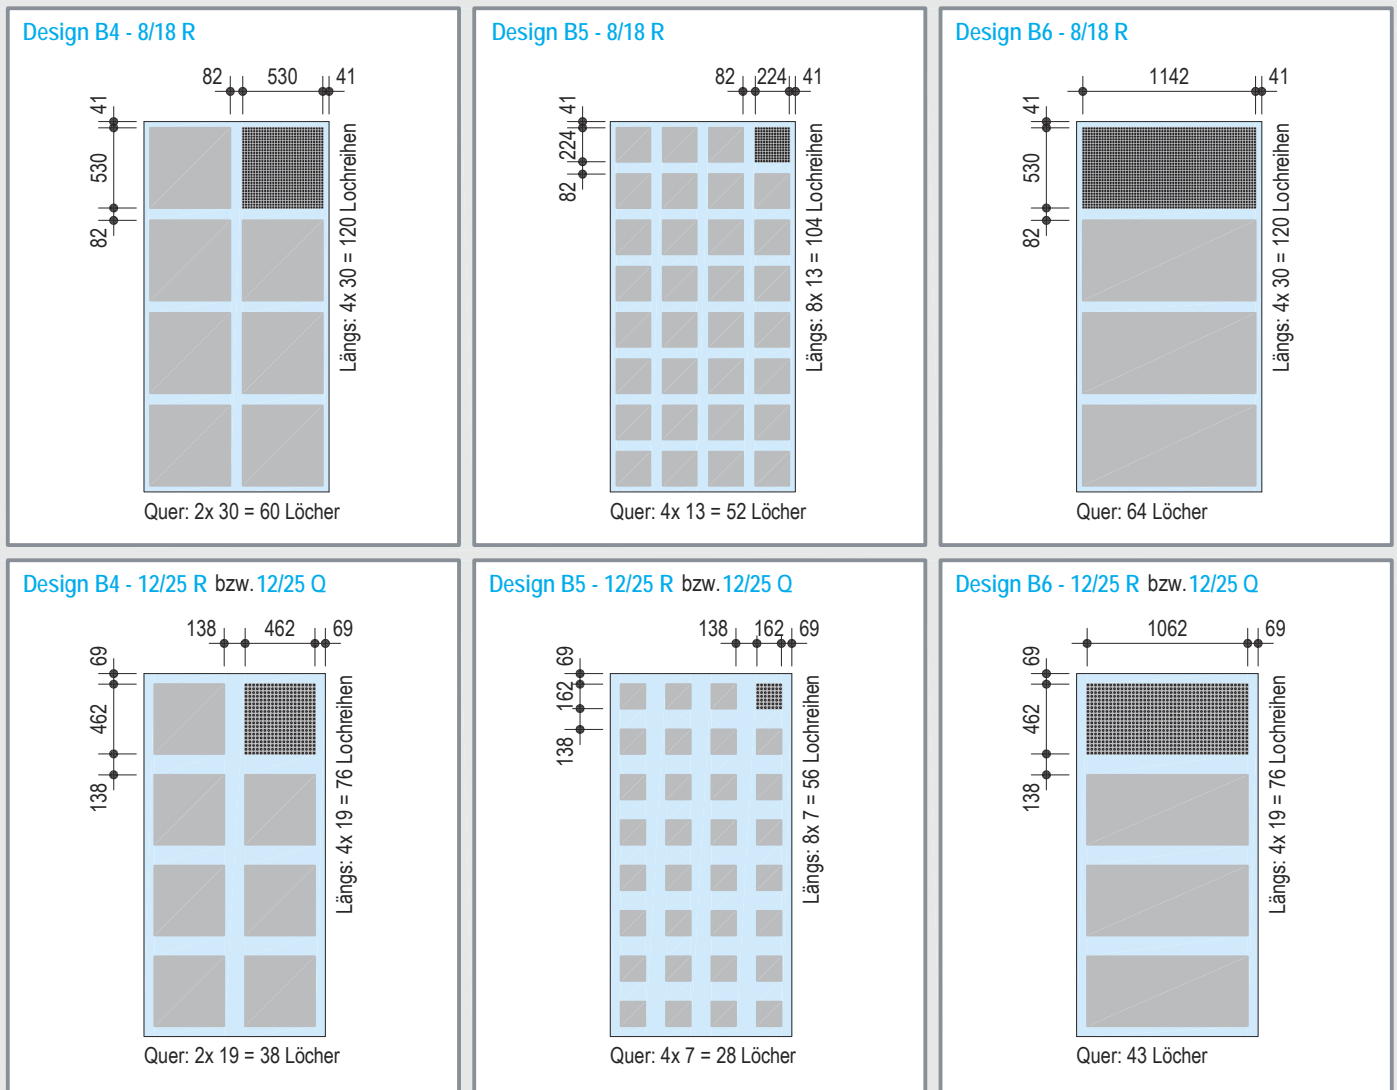 Design B4 - 8/18 R
82 530 41
41
530
82
Längs: 4x 30 = 120 Lochreihen
Quer: 2x 30 = 60 Löcher
Design B5 - 8/18 R
82 224 41
41
224
82
Längs: 8x 13 = 104 Lochreihen
Quer: 4x 13 = 52 Löcher
Design B6 - 8/18 R
1142 41
41
530
82
Längs: 4x 30 = 120 Lochreihen
Quer: 64 Löcher
Design B4 - 12/25 R bzw. 12/25 Q
138 462 69
69
462
138
Längs: 4x 19 = 76 Lochreihen
Quer: 2x 19 = 38 Löcher
Design B5 - 12/25 R bzw. 12/25 Q
138 162 69
69
162
138
Längs: 8x 7 = 56 Lochreihen
Quer: 4x 7 = 28 Löcher
Design B6 - 12/25 R bzw. 12/25 Q
1062 69
69
462
138
Längs: 4x 19 = 76 Lochreihen
Quer: 43 Löcher